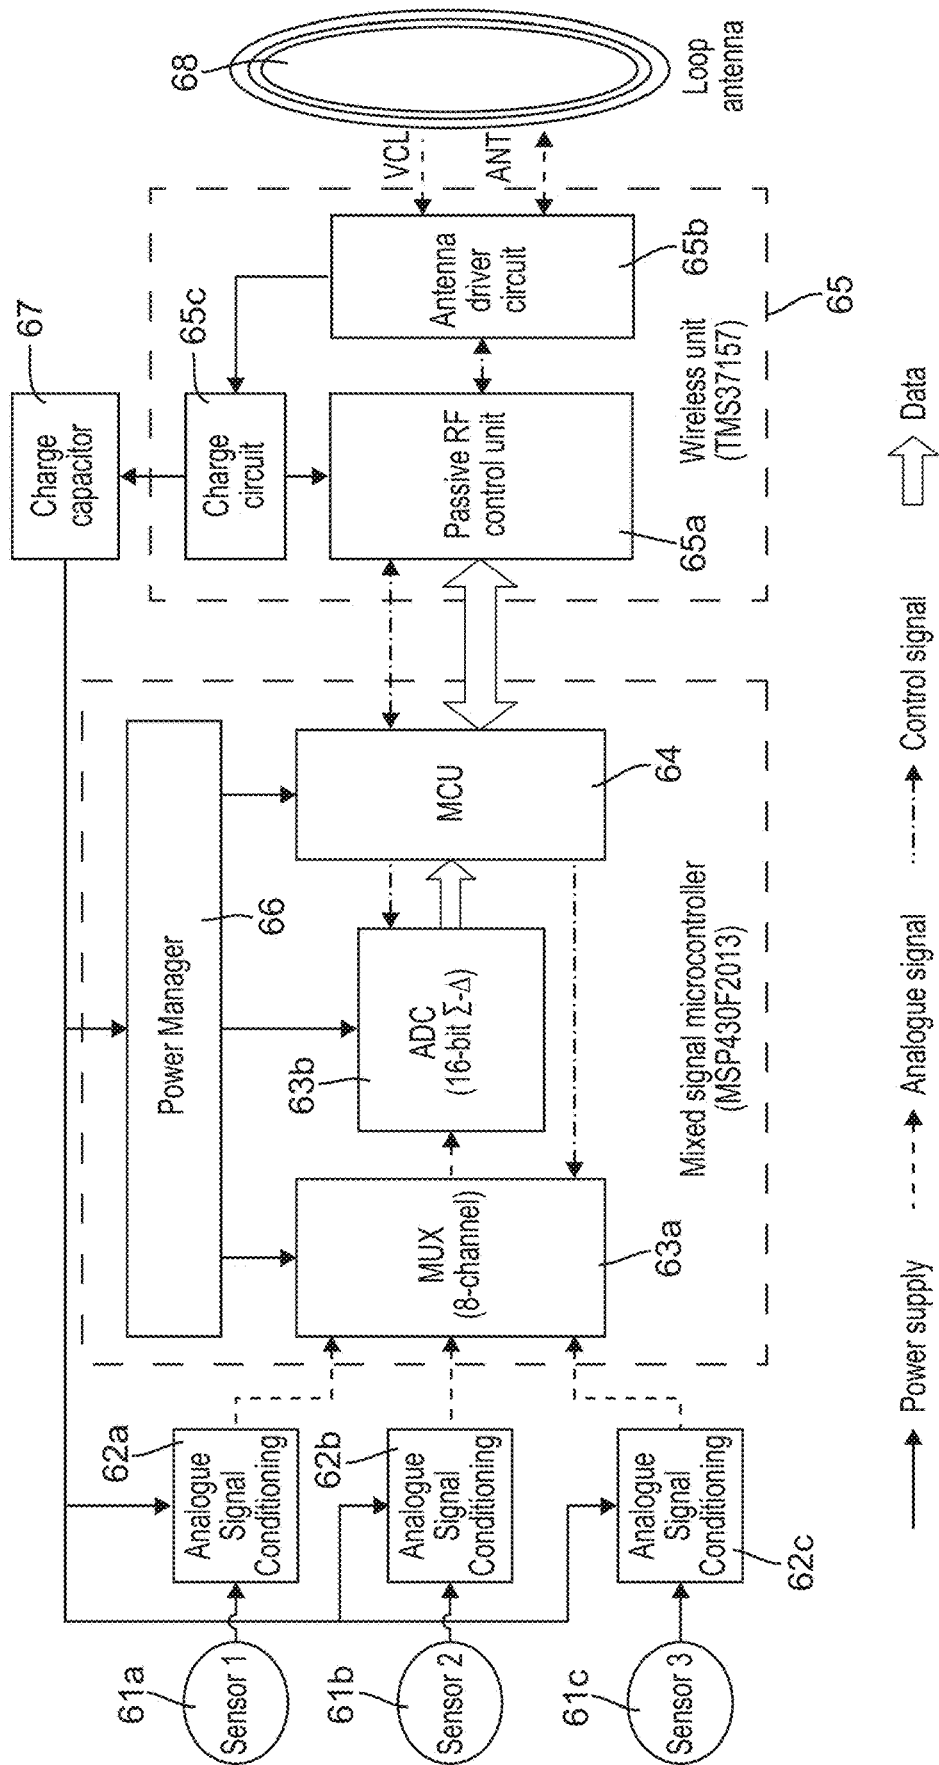 61a
Sensor 1
61b
Sensor 2
61c
Sensor 3
62a
Analogue
Signal
Conditioning
62b
Analogue
Signal
Conditioning
Analogue
Signal
Conditioning
62c
Power Manager
66
MUX
(8-channel)
63a
63b
ADC
(16-bit Σ-Δ)
MCU
64
Mixed signal microcontroller
(MSP430F2013)
Charge
capacitor
67
Charge
circuit
65c
Passive RF
control unit
65a
Antenna
driver
circuit
65b
Wireless unit
(TMS37157)
65
VCL
ANT
68
Loop
antenna
Power supply
Analogue signal
Control signal
Data